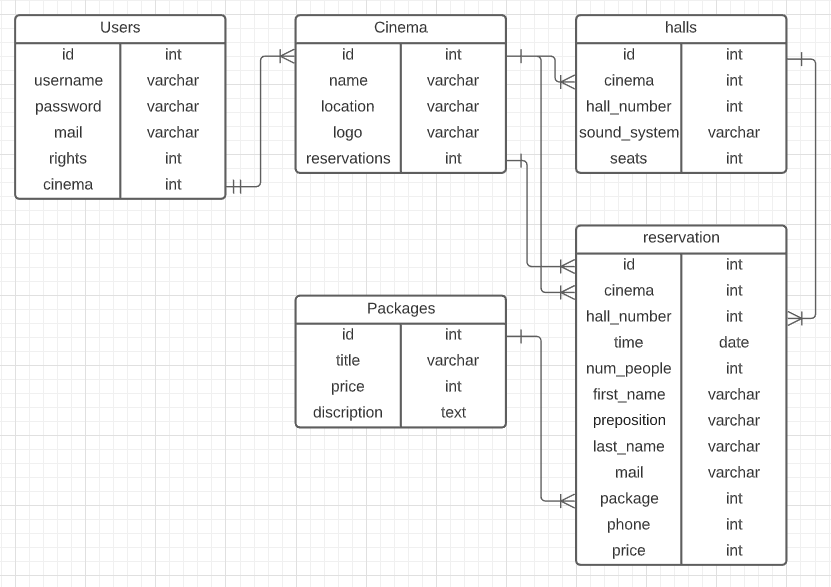 Users
id int
username varchar
password varchar
mail varchar
rights int
cinema int
Cinema
id int
name varchar
location varchar
logo varchar
reservations int
halls
id int
cinema int
hall_number int
sound_system varchar
seats int
Packages
id int
title varchar
price int
discription text
reservation
id int
cinema int
hall_number int
time date
num_people int
first_name varchar
preposition varchar
last_name varchar
mail varchar
package int
phone int
price int